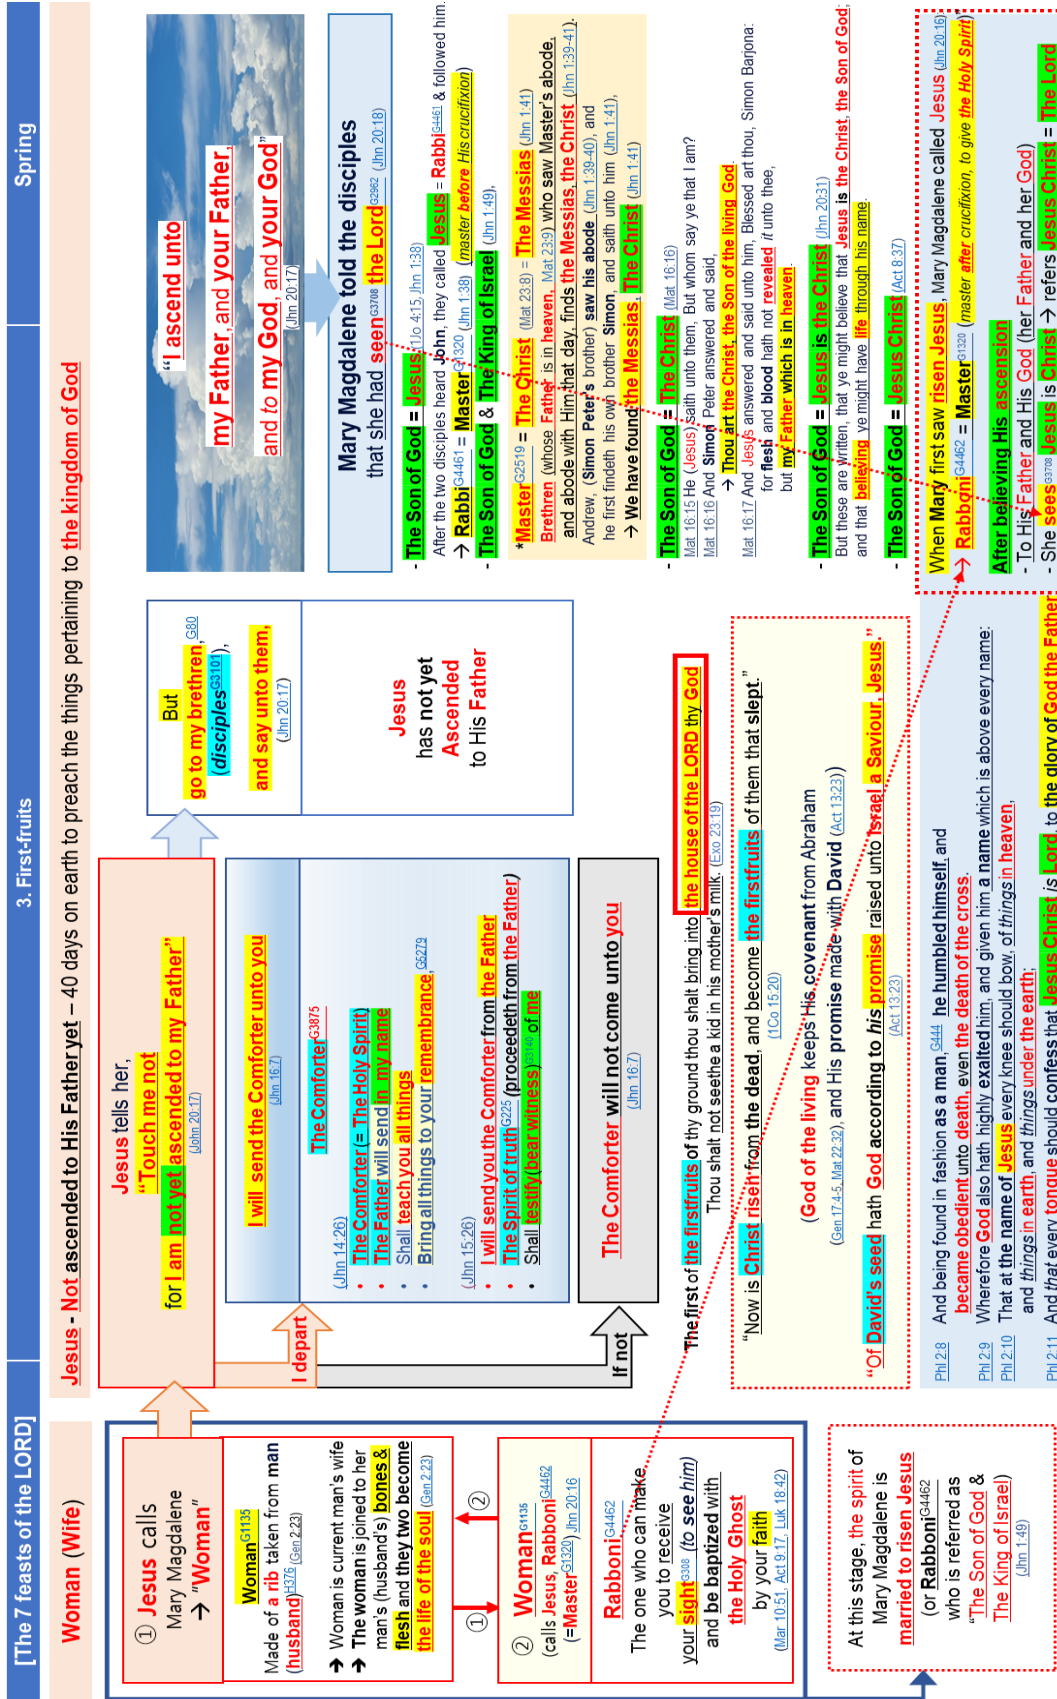 [The 7 feasts of the LORD]
3. First-fruits
Spring
Woman (Wife)
Jesus - Not ascended to His Father yet – 40 days on earth to preach the things pertaining to the kingdom of God
① Jesus calls
Mary Magdalene
→ "Woman"
WomanG1135
Made of a rib taken from man
(husband)H376 (Gen 2:23)
➔ Woman is current man's wife
➔ The woman is joined to her
man's (husband's) bones &
flesh and they two become
the life of the soul (Gen 2:23)
①
②
② WomanG1135
(calls Jesus, RabboniG4462
(=MasterG1320) Jhn 20:16
RabboniG4462
The one who can make
you to receive
your sightG308 (to see him)
and be baptized with
the Holy Ghost
by your faith
(Mar 10:51, Act 9:17, Luk 18:42)
At this stage, the spirit of
Mary Magdalene is
married to risen Jesus
(or RabboniG4462
who is referred as
"The Son of God &
The King of Israel)
(Jhn 1:49)
Jesus tells her,
"Touch me not
for I am not yet ascended to my Father"
(John 20:17)
I depart
If not
I will send the Comforter unto you
(Jhn 16:7)
The ComforterG3875
(Jhn 14:26)
• The Comforter (= The Holy Spirit)
• The Father will send in my name
• Shall teach you all things
• Bring all things to your remembrance,G5279
(Jhn 15:26)
• I will send you the Comforter from the Father
• The Spirit of truthG225 (proceedeth from the Father)
• Shall testify(bear witness)G3140 of me
The Comforter will not come unto you
(Jhn 16:7)
But
go to my brethren,G80
(disciplesG3101),
and say unto them,
(Jhn 20:17)
Jesus
has not yet
Ascended
to His Father
"I ascend unto
my Father, and your Father,
and to my God, and your God"
(Jhn 20:17)
Mary Magdalene told the disciples
that she had seenG3708 the LordG2962 (Jhn 20:18)
- The Son of God = Jesus (1Jo 4:15, Jhn 1:38)
After the two disciples heard John, they called Jesus = RabbiG4461 & followed him.
→ RabbiG4461 = MasterG1320 (Jhn 1:38) (master before His crucifixion)
- The Son of God & The King of Israel (Jhn 1:49),
*MasterG2519 = The Christ (Mat 23:8) = The Messias (Jhn 1:41)
Brethren (whose Father is in heaven, Mat 23:9) who saw Master's abode,
and abode with Him that day, finds the Messias, the Christ (Jhn 1:39-41).
Andrew, (Simon Peter's brother) saw his abode (Jhn 1:39-40), and
he first findeth his own brother Simon, and saith unto him (Jhn 1:41),
→ We have found the Messias, The Christ (Jhn 1:41)
- The Son of God = The Christ (Mat 16:16)
Mat 16:15 He (Jesus) saith unto them, But whom say ye that I am?
Mat 16:16 And Simon Peter answered and said,
→ Thou art the Christ, the Son of the living God.
Mat 16:17 And Jesus answered and said unto him, Blessed art thou, Simon Barjona:
for flesh and blood hath not revealed it unto thee,
but my Father which is in heaven.
- The Son of God = Jesus is the Christ (Jhn 20:31)
But these are written, that ye might believe that Jesus is the Christ, the Son of God;
and that believing ye might have life through his name.
- The Son of God = Jesus Christ (Act 8:37)
The first of the firstfruits of thy ground thou shalt bring into the house of the LORD thy God
Thou shalt not seethe a kid in his mother's milk. (Exo 23:19)
"Now is Christ risen from the dead, and become the firstfruits of them that slept."
(1Co 15:20)
(God of the living keeps His covenant from Abraham
(Gen 17:4-5, Mat 22:32), and His promise made with David (Act 13:23))
"Of David's seed hath God according to his promise raised unto Israel a Saviour, Jesus."
(Act 13:23)
Phl 2:8 And being found in fashion as a man,G444 he humbled himself, and
became obedient unto death, even the death of the cross.
Phl 2:9 Wherefore God also hath highly exalted him, and given him a name which is above every name:
Phl 2:10 That at the name of Jesus every knee should bow, of things in heaven,
and things in earth, and things under the earth;
Phl 2:11 And that every tongue should confess that Jesus Christ is Lord, to the glory of God the Father
When Mary first saw risen Jesus, Mary Magdalene called Jesus (Jhn 20:16)
→ RabboniG4462 = MasterG1320 (master after crucifixion, to give the Holy Spirit)"
After believing His ascension
- To His Father and His God (her Father and her God)
- She seesG3708 Jesus is Christ → refers Jesus Christ = The Lord